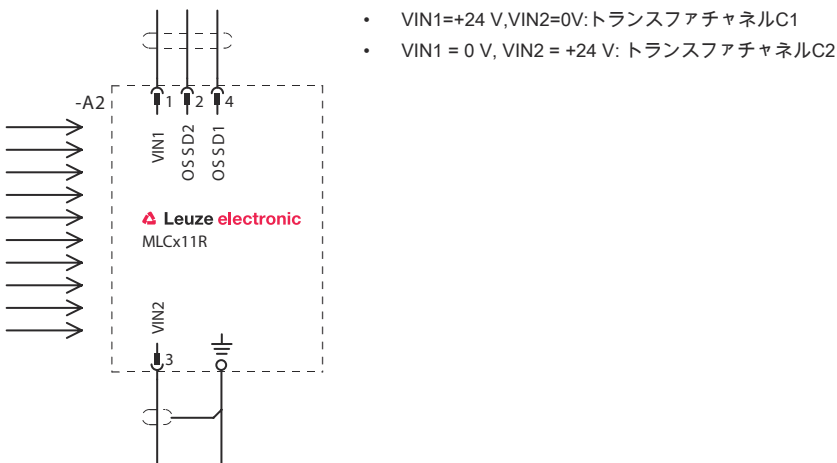 • VIN1=+24 V,VIN2=0V:トランスファチャネルC1
• VIN1 = 0 V, VIN2 = +24 V: トランスファチャネルC2
-A2
1 2 4
VIN1
OSSD2
OSSD1
Leuze electronic
MLCx11R
VIN2
3